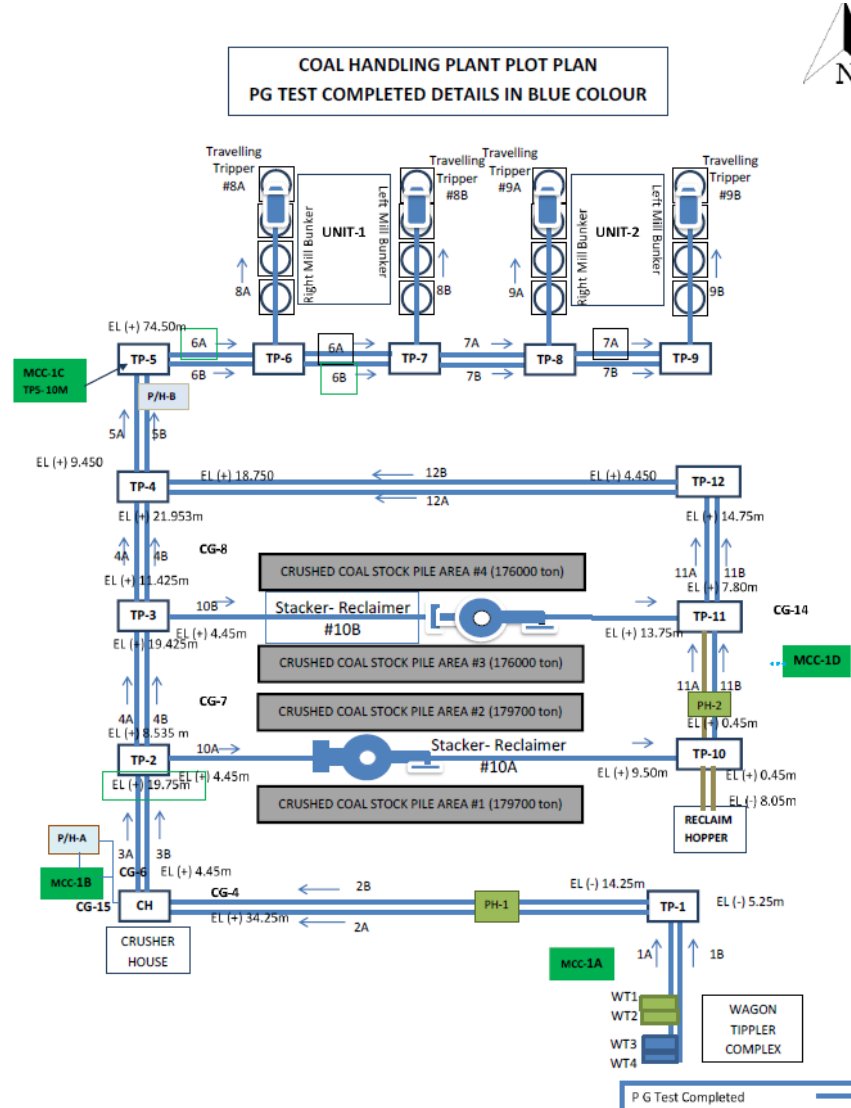 N
COAL HANDLING PLANT PLOT PLAN
PG TEST COMPLETED DETAILS IN BLUE COLOUR
Travelling
Tripper
#8A
Travelling
Tripper
#8B
Travelling
Tripper
#9A
Travelling
Tripper
#9B
Right Mill Bunker
UNIT-1
Left Mill Bunker
Right Mill Bunker
UNIT-2
Left Mill Bunker
8A
8B
9A
9B
EL (+) 74.50m
TP-5
6A
6B
TP-6
6A
6B
TP-7
7A
7B
TP-8
7A
7B
TP-9
MCC-1C
TP5-10M
P/H-B
5A
5B
EL (+) 9.450
TP-4
EL (+) 18.750
12B
12A
EL (+) 4.450
TP-12
EL (+) 21.953m
EL (+) 14.75m
4A
4B
CG-8
11A
11B
EL (+) 11.425m
EL (+) 7.80m
CRUSHED COAL STOCK PILE AREA #4 (176000 ton)
TP-3
10B
Stacker- Reclaimer
#10B
TP-11
CG-14
EL (+) 4.45m
EL (+) 19.425m
EL (+) 13.75m
CRUSHED COAL STOCK PILE AREA #3 (176000 ton)
MCC-1D
11A
11B
CG-7
CRUSHED COAL STOCK PILE AREA #2 (179700 ton)
PH-2
4A
4B
EL (+) 8.535 m
EL (+) 0.45m
TP-2
10A
Stacker- Reclaimer
#10A
TP-10
EL (+) 4.45m
EL (+) 9.50m
EL (+) 0.45m
EL (+) 19.75m
EL (-) 8.05m
CRUSHED COAL STOCK PILE AREA #1 (179700 ton)
RECLAIM
HOPPER
P/H-A
3A
3B
CG-6
EL (+) 4.45m
MCC-1B
CG-15
CH
CG-4
2B
EL (-) 14.25m
EL (+) 34.25m
2A
PH-1
TP-1
EL (-) 5.25m
CRUSHER
HOUSE
MCC-1A
1A
1B
WT1
WT2
WT3
WT4
WAGON
TIPPLER
COMPLEX
P G Test Completed